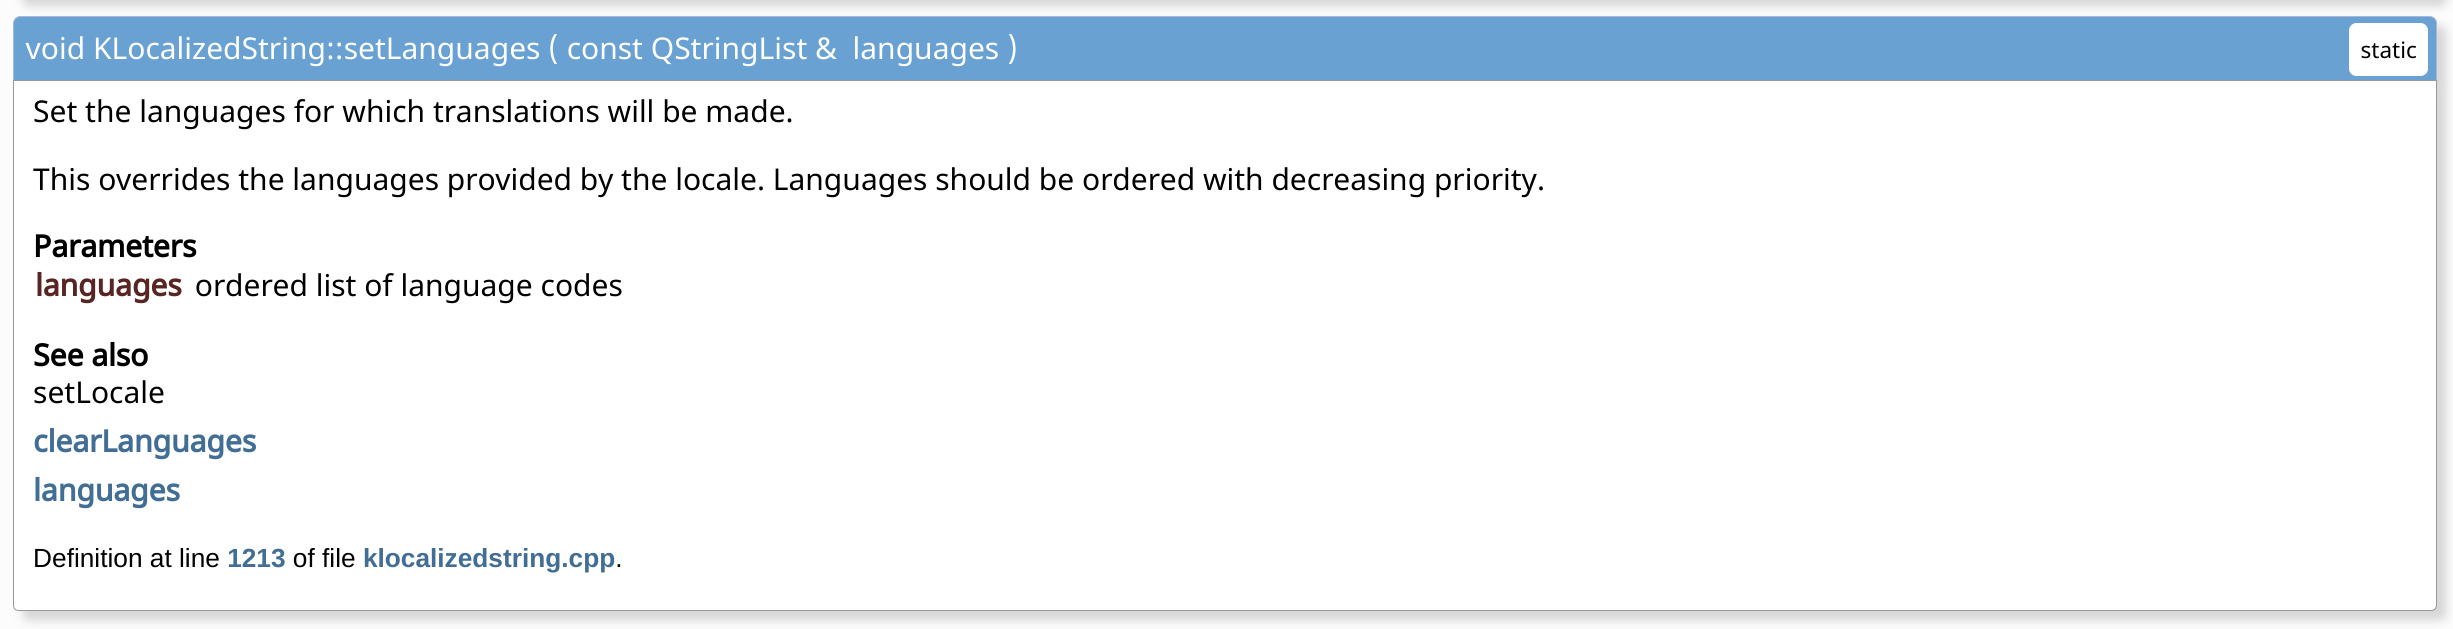 void KLocalizedString::setLanguages ( const QStringList &  languages )
static
Set the languages for which translations will be made.
This overrides the languages provided by the locale. Languages should be ordered with decreasing priority.
Parameters
languages ordered list of language codes
See also
setLocale
clearLanguages
languages
Definition at line 1213 of file klocalizedstring.cpp.